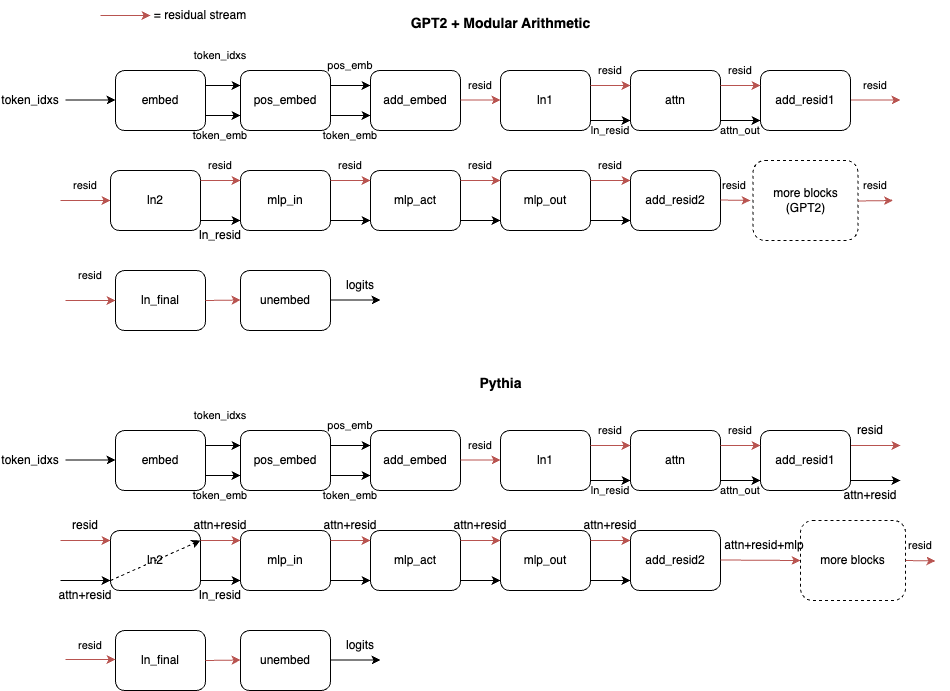 = residual stream
GPT2 + Modular Arithmetic
token_idxs
pos_emb
resid
resid
resid
resid
token_idxs
embed
pos_embed
add_embed
ln1
attn
add_resid1
token_emb
token_emb
ln_resid
attn_out
resid
resid
resid
resid
resid
resid
resid
ln2
mlp_in
mlp_act
mlp_out
add_resid2
more blocks
(GPT2)
ln_resid
resid
logits
ln_final
unembed
Pythia
token_idxs
pos_emb
resid
resid
resid
resid
token_idxs
embed
pos_embed
add_embed
ln1
attn
add_resid1
token_emb
token_emb
ln_resid
attn_out
attn+resid
resid
attn+resid
attn+resid
attn+resid
attn+resid
attn+resid+mlp
resid
ln2
mlp_in
mlp_act
mlp_out
add_resid2
more blocks
attn+resid
ln_resid
resid
logits
ln_final
unembed